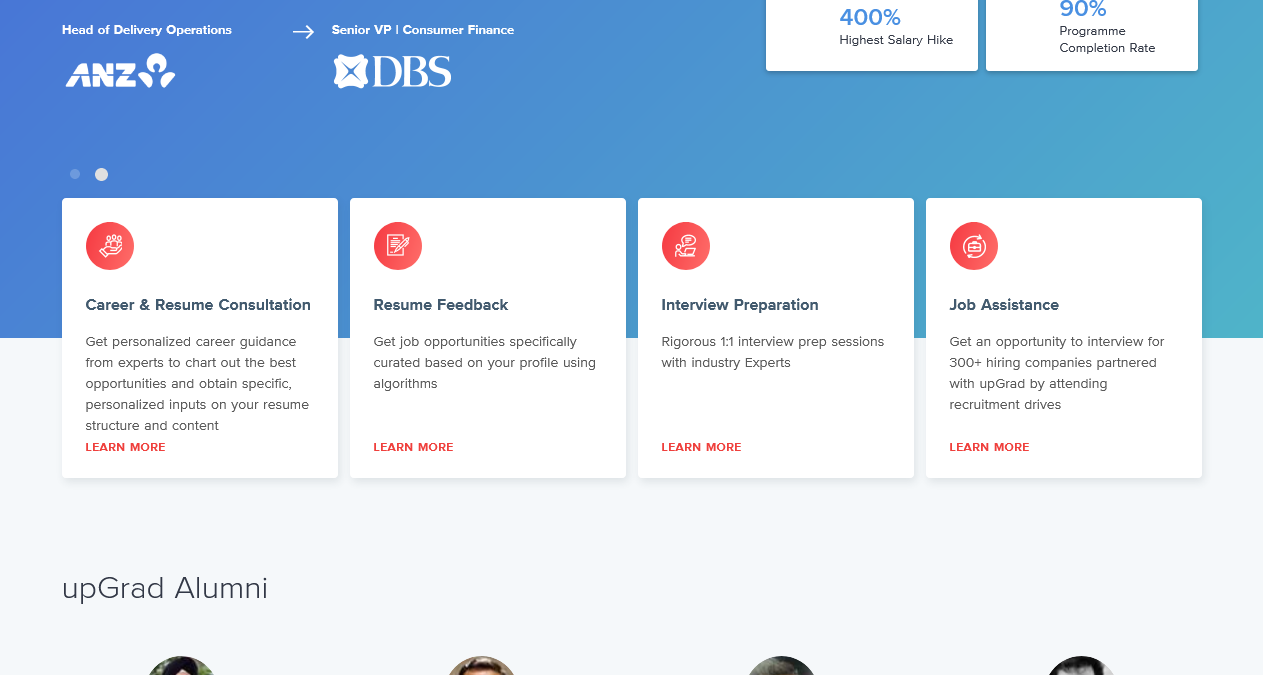 Head of Delivery Operations
Senior VP | Consumer Finance
ANZ
DBS
400%
Highest Salary Hike
90%
Programme
Completion Rate
Career & Resume Consultation
Get personalized career guidance
from experts to chart out the best
opportunities and obtain specific,
personalized inputs on your resume
structure and content
LEARN MORE
Resume Feedback
Get job opportunities specifically
curated based on your profile using
algorithms
LEARN MORE
Interview Preparation
Rigorous 1:1 interview prep sessions
with industry Experts
LEARN MORE
Job Assistance
Get an opportunity to interview for
300+ hiring companies partnered
with upGrad by attending
recruitment drives
LEARN MORE
upGrad Alumni